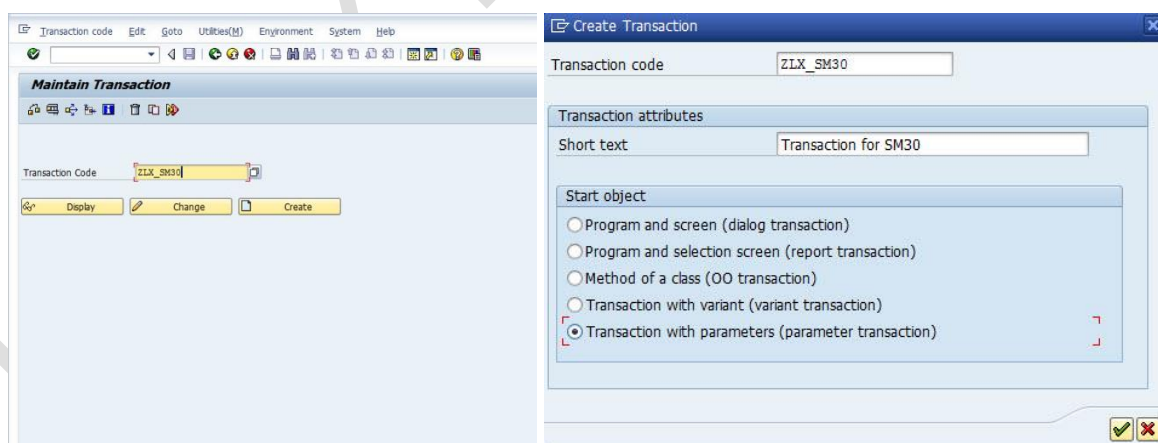 Transaction code Edit Goto Utilities(M) Environment System Help
Maintain Transaction
Transaction Code ZLX_SM30
Display Change Create
Create Transaction
Transaction code ZLX_SM30
Transaction attributes
Short text Transaction for SM30
Start object
Program and screen (dialog transaction)
Program and selection screen (report transaction)
Method of a class (OO transaction)
Transaction with variant (variant transaction)
Transaction with parameters (parameter transaction)